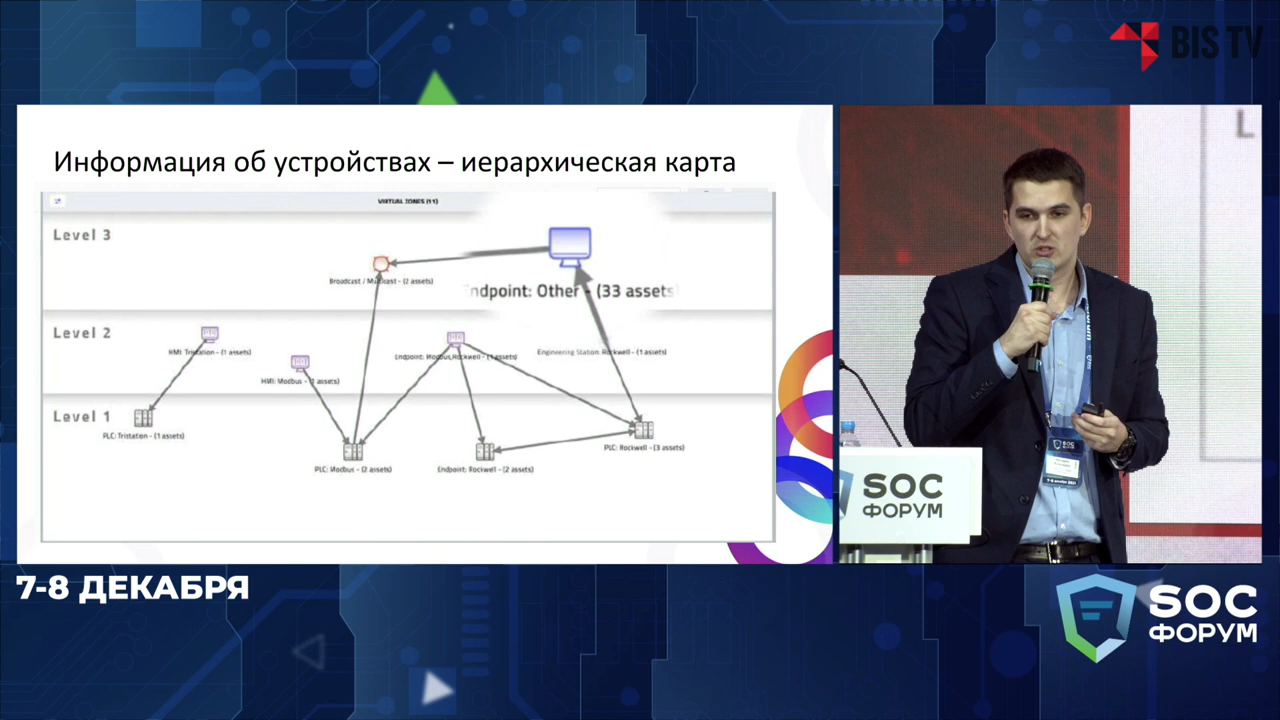 BIS TV
L
Информация об устройствах – иерархическая карта
VIRTUAL ZONES (11)
Level 3
Broadcast / Multicast - (2 assets)
Endpoint: Other - (33 assets
Level 2
HMI: Tristation - (1 assets)
HMI: Modbus - (1 assets)
Endpoint: Modbus,Rockwell - (1 assets)
Engineering Station: Rockwell - (1 assets)
Level 1
PLC: Tristation - (1 assets)
PLC: Modbus - (2 assets)
Endpoint: Rockwell - (2 assets)
PLC: Rockwell - (3 assets)
SOC
ФОРУМ
SOC
7-8 ДЕКАБРЯ
SOC
ФОРУМ